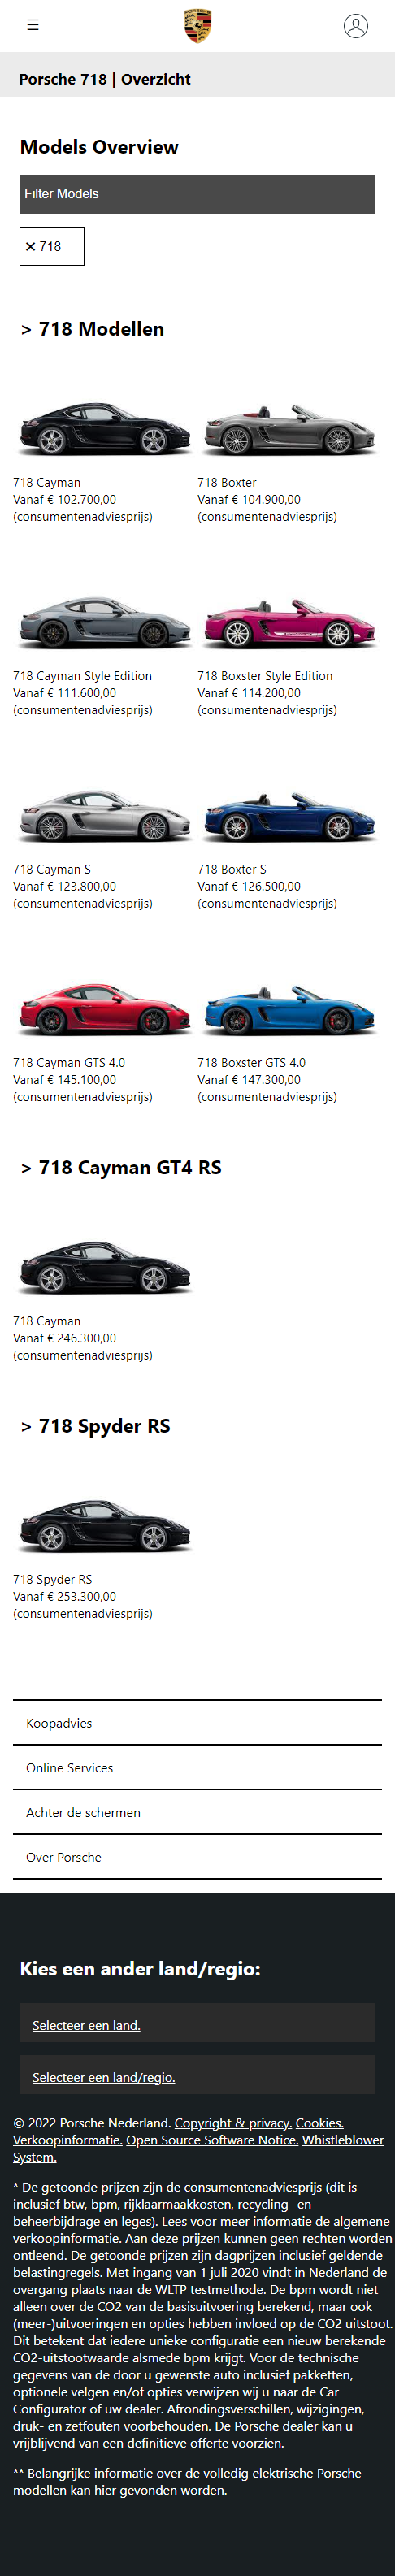 Porsche 718 | Overzicht
Models Overview
Filter Models
✕ 718
> 718 Modellen
718 Cayman
Vanaf € 102.700,00
(consumentenadviesprijs)
718 Boxter
Vanaf € 104.900,00
(consumentenadviesprijs)
718 Cayman Style Edition
Vanaf € 111.600,00
(consumentenadviesprijs)
718 Boxster Style Edition
Vanaf € 114.200,00
(consumentenadviesprijs)
718 Cayman S
Vanaf € 123.800,00
(consumentenadviesprijs)
718 Boxter S
Vanaf € 126.500,00
(consumentenadviesprijs)
718 Cayman GTS 4.0
Vanaf € 145.100,00
(consumentenadviesprijs)
718 Boxster GTS 4.0
Vanaf € 147.300,00
(consumentenadviesprijs)
> 718 Cayman GT4 RS
718 Cayman
Vanaf € 246.300,00
(consumentenadviesprijs)
> 718 Spyder RS
718 Spyder RS
Vanaf € 253.300,00
(consumentenadviesprijs)
Koopadvies
Online Services
Achter de schermen
Over Porsche
Kies een ander land/regio:
Selecteer een land.
Selecteer een land/regio.
© 2022 Porsche Nederland. Copyright & privacy. Cookies.
Verkoopinformatie. Open Source Software Notice. Whistleblower
System.
* De getoonde prijzen zijn de consumentenadviesprijs (dit is
inclusief btw, bpm, rijklaarmaakkosten, recycling- en
beheerbijdrage en leges). Lees voor meer informatie de algemene
verkoopinformatie. Aan deze prijzen kunnen geen rechten worden
ontleend. De getoonde prijzen zijn dagprijzen inclusief geldende
belastingregels. Met ingang van 1 juli 2020 vindt in Nederland de
overgang plaats naar de WLTP testmethode. De bpm wordt niet
alleen over de CO2 van de basisuitvoering berekend, maar ook
(meer-)uitvoeringen en opties hebben invloed op de CO2 uitstoot.
Dit betekent dat iedere unieke configuratie een nieuw berekende
CO2-uitstootwaarde alsmede bpm krijgt. Voor de technische
gegevens van de door u gewenste auto inclusief pakketten,
optionele velgen en/of opties verwijzen wij u naar de Car
Configurator of uw dealer. Afrondingsverschillen, wijzigingen,
druk- en zetfouten voorbehouden. De Porsche dealer kan u
vrijblijvend van een definitieve offerte voorzien.
** Belangrijke informatie over de volledig elektrische Porsche
modellen kan hier gevonden worden.